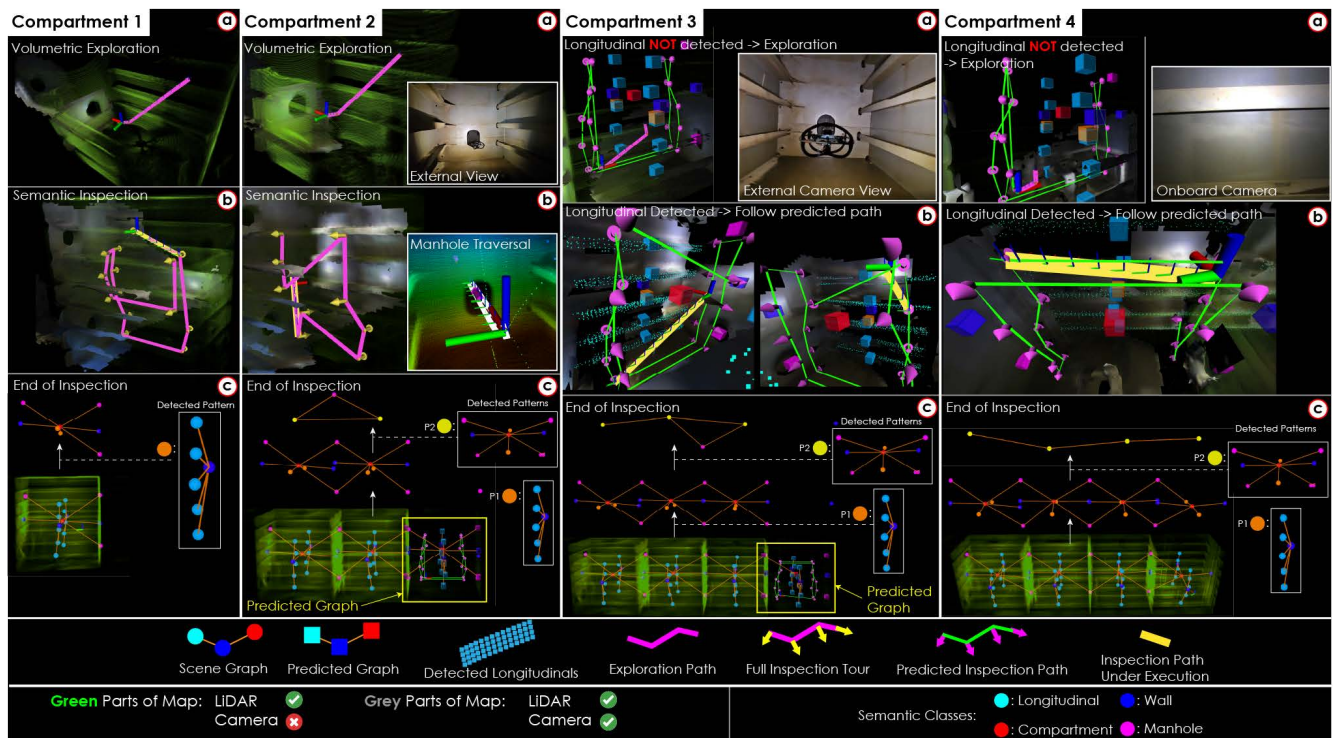 Compartment 1
a
Volumetric Exploration
Semantic Inspection
b
End of Inspection
c
Detected Pattern
:
Compartment 2
a
Volumetric Exploration
External View
Semantic Inspection
b
Manhole Traversal
End of Inspection
c
Detected Patterns
P2 :
P1 :
Predicted Graph
Compartment 3
a
Longitudinal NOT detected -> Exploration
External Camera View
Longitudinal Detected -> Follow predicted path
b
End of Inspection
c
Detected Patterns
P2 :
P1 :
Predicted
Graph
Compartment 4
a
Longitudinal NOT detected
-> Exploration
Onboard Camera
Longitudinal Detected -> Follow predicted path
b
End of Inspection
c
Detected Patterns
P2 :
P1 :
Scene Graph
Predicted Graph
Detected Longitudinals
Exploration Path
Full Inspection Tour
Predicted Inspection Path
Inspection Path
Under Execution
Green Parts of Map: LiDAR
Camera
Grey Parts of Map: LiDAR
Camera
Semantic Classes:
: Longitudinal
: Wall
: Compartment
: Manhole